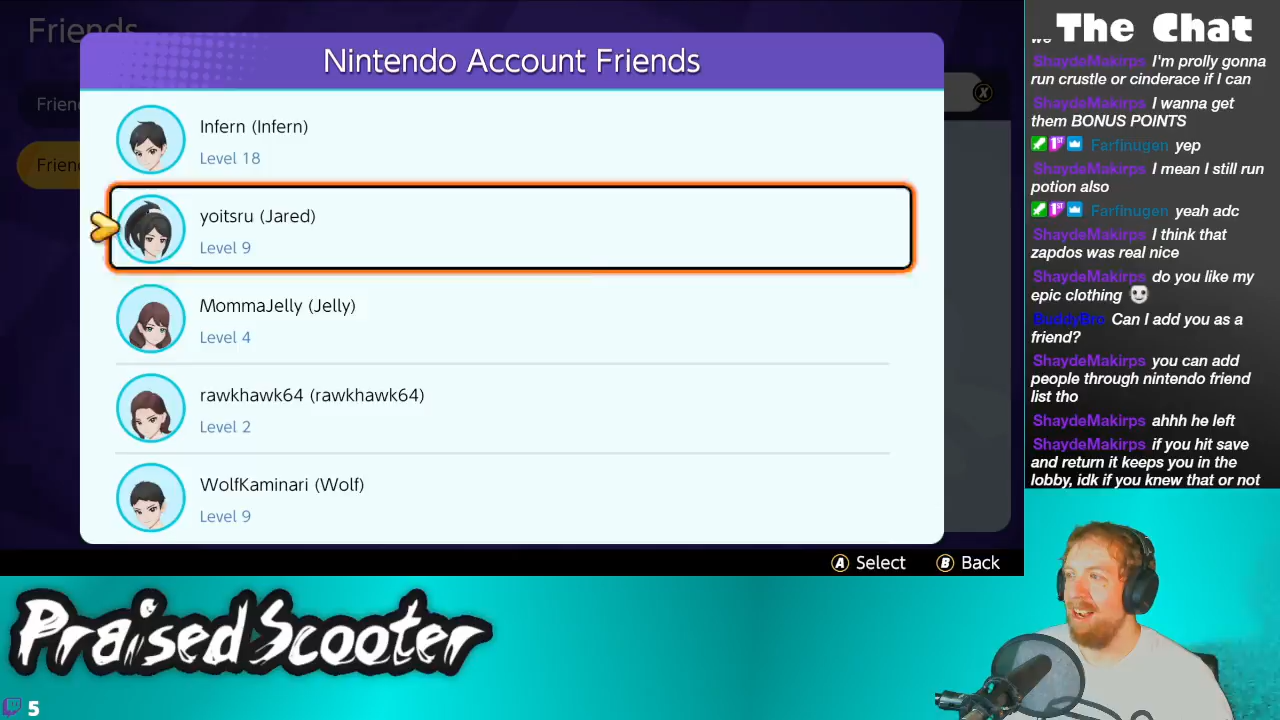 Friends
Nintendo Account Friends
Infern (Infern)
Level 18
yoitsru (Jared)
Level 9
MommaJelly (Jelly)
Level 4
rawkhawk64 (rawkhawk64)
Level 2
WolfKaminari (Wolf)
Level 9
X
A Select
B Back
The Chat
we
ShaydeMakirps I'm prolly gonna
run crustle or cinderace if I can
ShaydeMakirps I wanna get
them BONUS POINTS
1st Farfinugen yep
ShaydeMakirps I mean I still run
potion also
1st Farfinugen yeah adc
ShaydeMakirps I think that
zapdos was real nice
ShaydeMakirps do you like my
epic clothing
BuddyBro Can I add you as a
friend?
ShaydeMakirps you can add
people through nintendo friend
list tho
ShaydeMakirps ahhh he left
ShaydeMakirps if you hit save
and return it keeps you in the
lobby, idk if you knew that or not
PraisedScooter
5